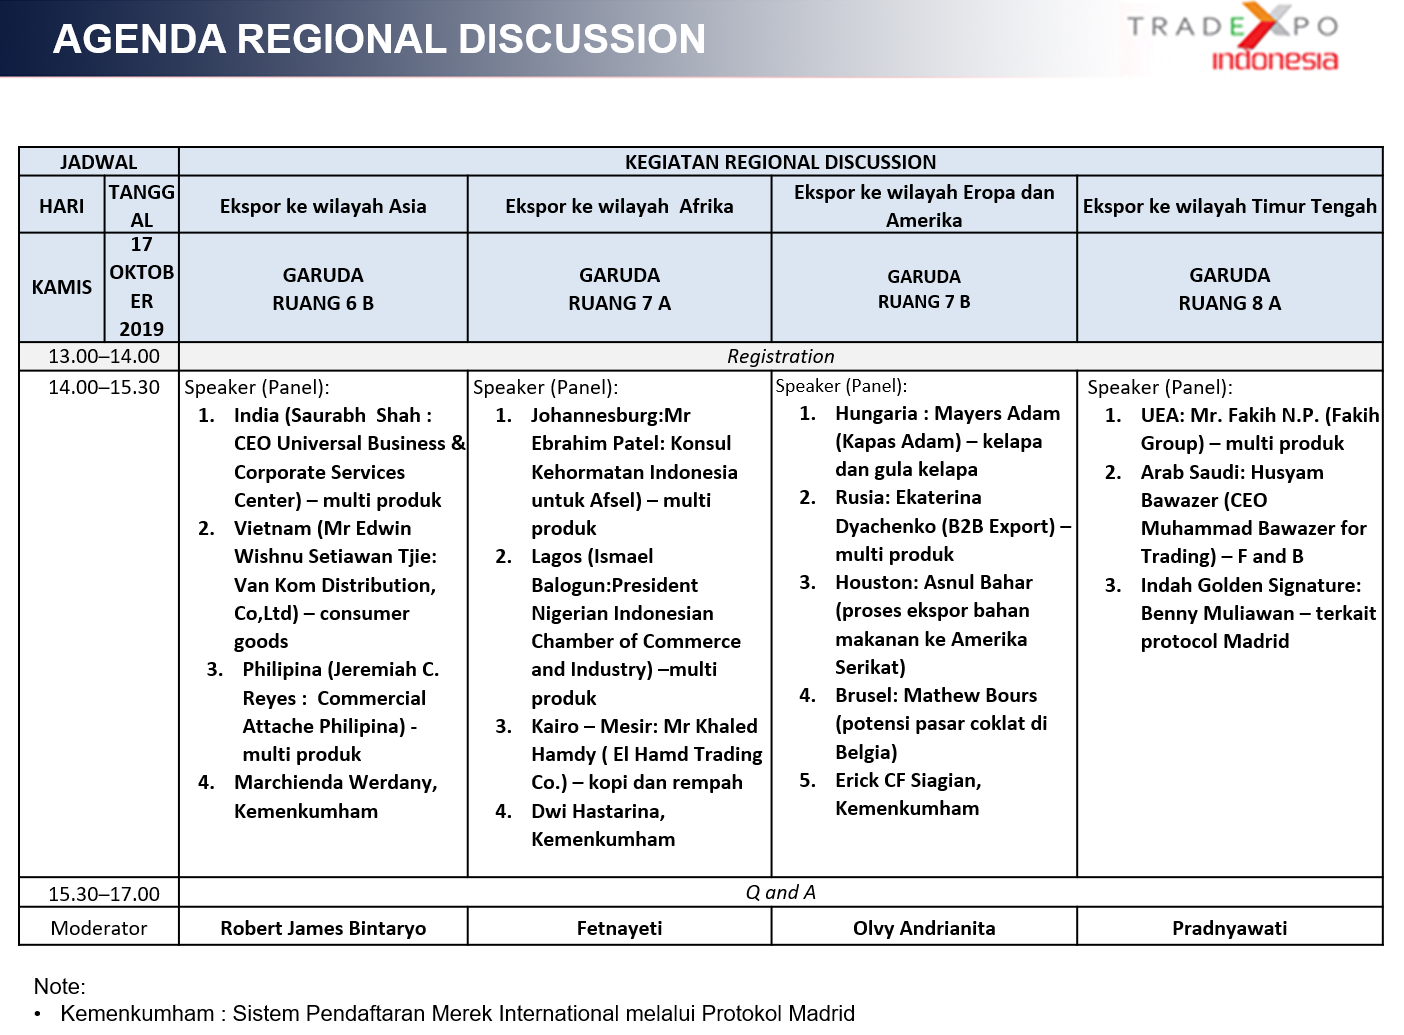 AGENDA REGIONAL DISCUSSION
TRADEXPO
indonesia
JADWAL
KEGIATAN REGIONAL DISCUSSION
HARI
TANGG
AL
Ekspor ke wilayah Asia
Ekspor ke wilayah Afrika
Ekspor ke wilayah Eropa dan
Amerika
Ekspor ke wilayah Timur Tengah
KAMIS
17
OKTOB
ER
2019
GARUDA
RUANG 6 B
GARUDA
RUANG 7 A
GARUDA
RUANG 7 B
GARUDA
RUANG 8 A
13.00–14.00
Registration
14.00–15.30
Speaker (Panel):
1. India (Saurabh Shah :
CEO Universal Business &
Corporate Services
Center) – multi produk
2. Vietnam (Mr Edwin
Wishnu Setiawan Tjie:
Van Kom Distribution,
Co,Ltd) – consumer
goods
3. Philipina (Jeremiah C.
Reyes : Commercial
Attache Philipina) -
multi produk
4. Marchienda Werdany,
Kemenkumham
Speaker (Panel):
1. Johannesburg:Mr
Ebrahim Patel: Konsul
Kehormatan Indonesia
untuk Afsel) – multi
produk
2. Lagos (Ismael
Balogun:President
Nigerian Indonesian
Chamber of Commerce
and Industry) –multi
produk
3. Kairo – Mesir: Mr Khaled
Hamdy ( El Hamd Trading
Co.) – kopi dan rempah
4. Dwi Hastarina,
Kemenkumham
Speaker (Panel):
1. Hungaria : Mayers Adam
(Kapas Adam) – kelapa
dan gula kelapa
2. Rusia: Ekaterina
Dyachenko (B2B Export) –
multi produk
3. Houston: Asnul Bahar
(proses ekspor bahan
makanan ke Amerika
Serikat)
4. Brusel: Mathew Bours
(potensi pasar coklat di
Belgia)
5. Erick CF Siagian,
Kemenkumham
Speaker (Panel):
1. UEA: Mr. Fakih N.P. (Fakih
Group) – multi produk
2. Arab Saudi: Husyam
Bawazer (CEO
Muhammad Bawazer for
Trading) – F and B
3. Indah Golden Signature:
Benny Muliawan – terkait
protocol Madrid
15.30–17.00
Q and A
Moderator
Robert James Bintaryo
Fetnayeti
Olvy Andrianita
Pradnyawati
Note:
• Kemenkumham : Sistem Pendaftaran Merek International melalui Protokol Madrid